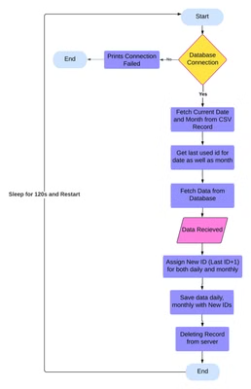 Start
Database
Connection
No
Prints Connection
Failed
End
Yes
Fetch Current Date
and Month from CSV
Record
Get last used id for
date as well as month
Fetch Data from
Database
Data Recieved
Assign New ID (Last ID+1)
for both daily and monthly
Save data daily,
monthly with New IDs
Deleting Record
from server
End
Sleep for 120s and Restart